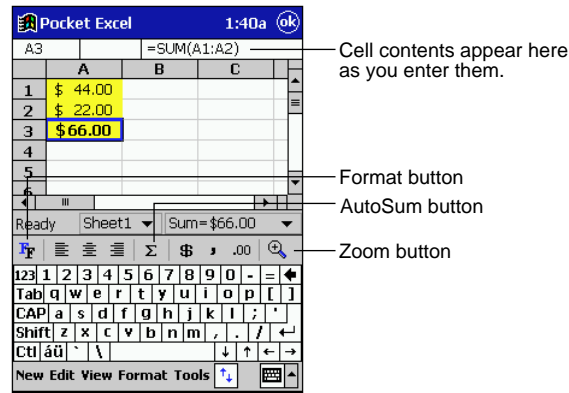 Pocket Excel 1:40a ok
A3 =SUM(A1:A2)
Cell contents appear here
as you enter them.
A B C
1 $ 44.00
2 $ 22.00
3 $66.00
4
5
6
Format button
AutoSum button
Ready Sheet1 Sum=$66.00
FF Σ $ , .00
Zoom button
123 1 2 3 4 5 6 7 8 9 0 - =
Tab q w e r t y u i o p [ ]
CAP a s d f g h j k l ; '
Shift z x c v b n m , . /
Ctl áü ` \ ↓ ↑ ← →
New Edit View Format Tools